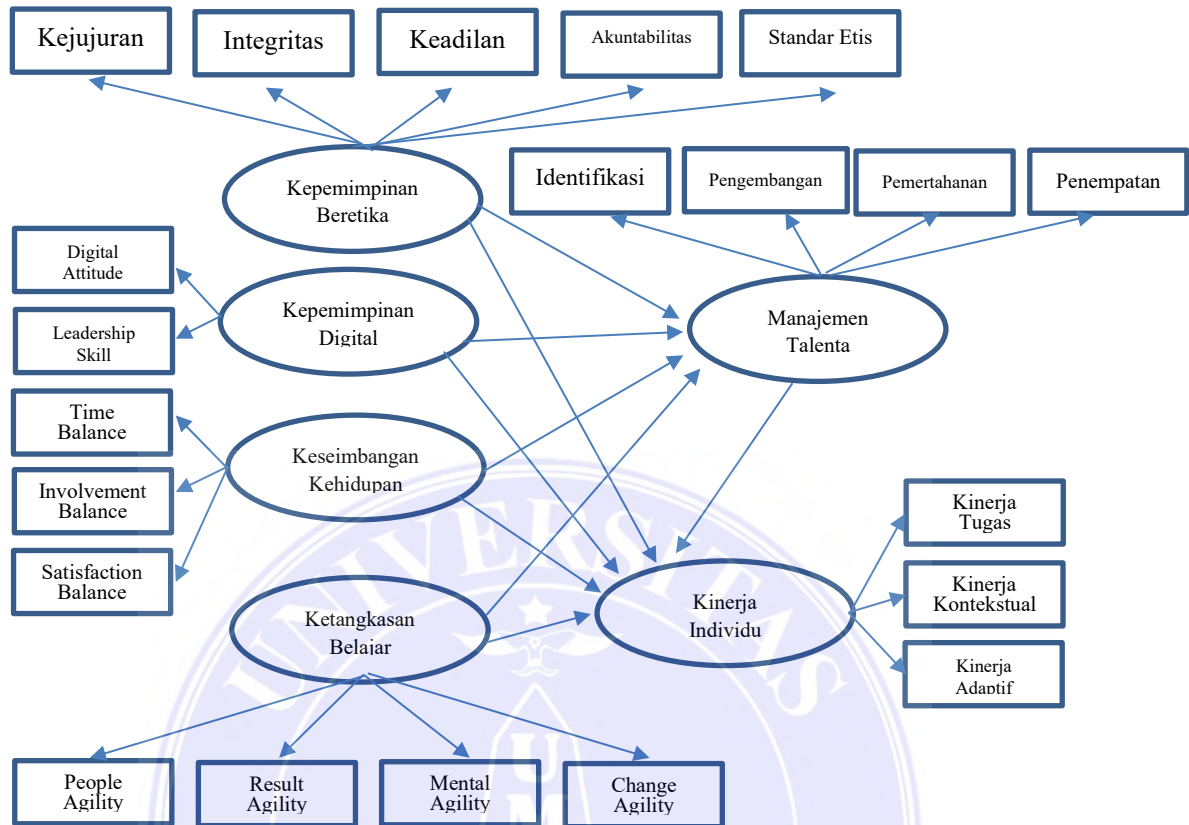 Kejujuran
Integritas
Keadilan
Akuntabilitas
Standar Etis
Kepemimpinan
Beretika
Identifikasi
Pengembangan
Pemertahanan
Penempatan
Digital
Attitude
Leadership
Skill
Kepemimpinan
Digital
Manajemen
Talenta
Time
Balance
Involvement
Balance
Satisfaction
Balance
Keseimbangan
Kehidupan
Kinerja
Tugas
Kinerja
Kontekstual
Kinerja
Adaptif
Ketangkasan
Belajar
Kinerja
Individu
People
Agility
Result
Agility
Mental
Agility
Change
Agility
UNIVERSITAS
U
M